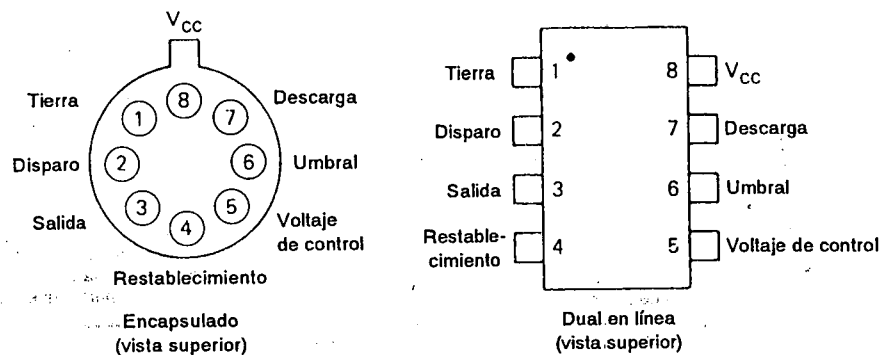 V_CC
Tierra
Descarga
8
1
7
Disparo
2
6
Umbral
Salida
3
5
4
Voltaje
de control
Restablecimiento
Encapsulado
(vista superior)
Tierra
1
8
V_CC
Disparo
2
7
Descarga
Salida
3
6
Umbral
Restable-
cimiento
4
5
Voltaje de control
Dual en línea
(vista superior)